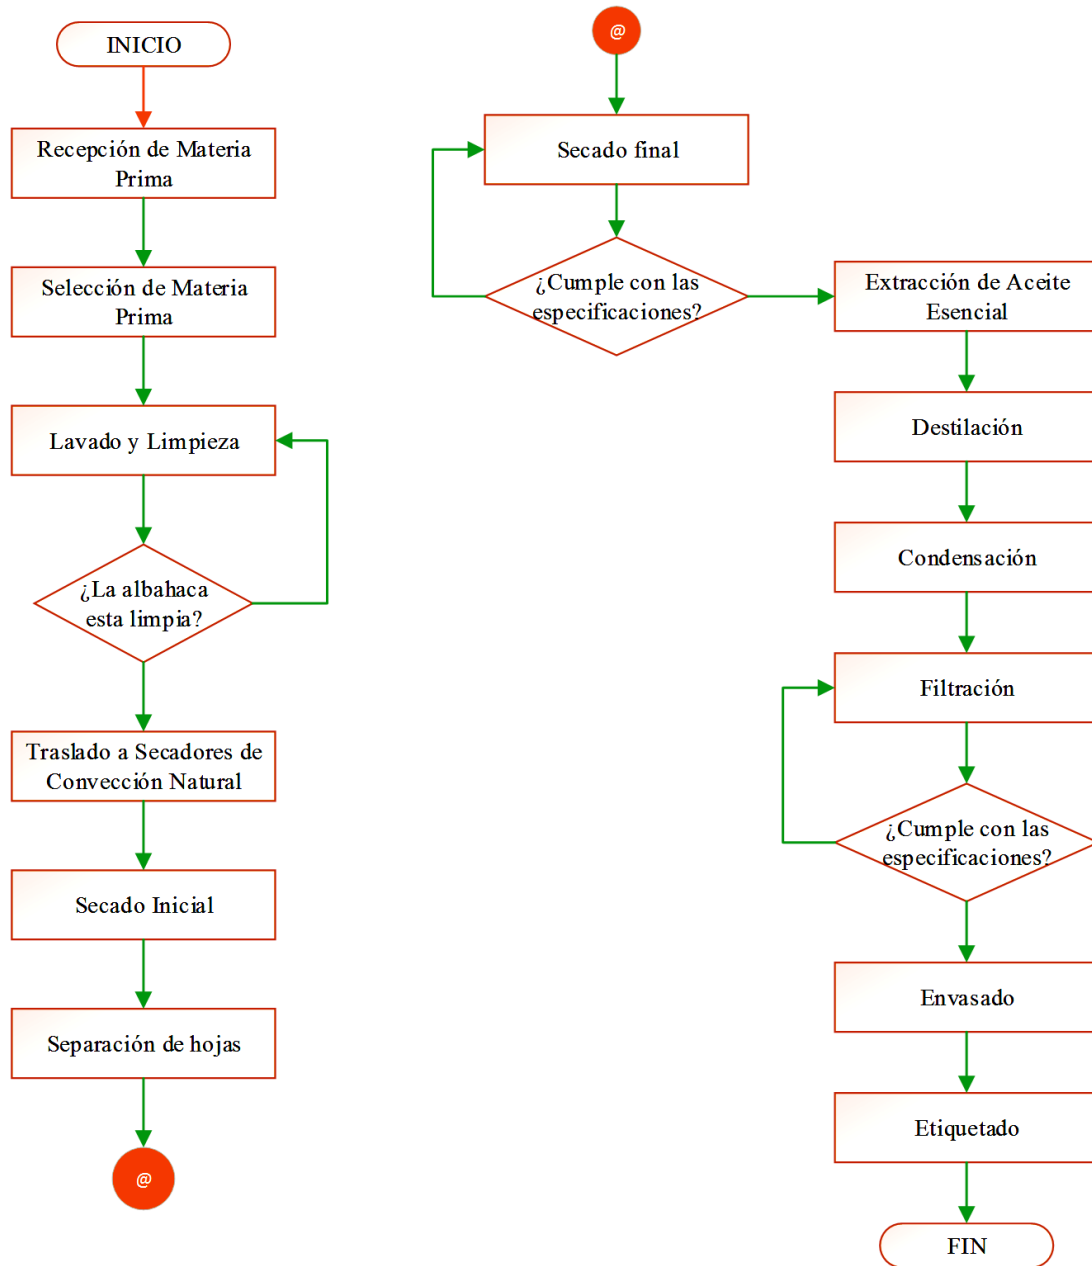 INICIO
Recepción de Materia
Prima
Selección de Materia
Prima
Lavado y Limpieza
¿La albahaca
esta limpia?
Traslado a Secadores de
Convección Natural
Secado Inicial
Separación de hojas
@
@
Secado final
¿Cumple con las
especificaciones?
Extracción de Aceite
Esencial
Destilación
Condensación
Filtración
¿Cumple con las
especificaciones?
Envasado
Etiquetado
FIN